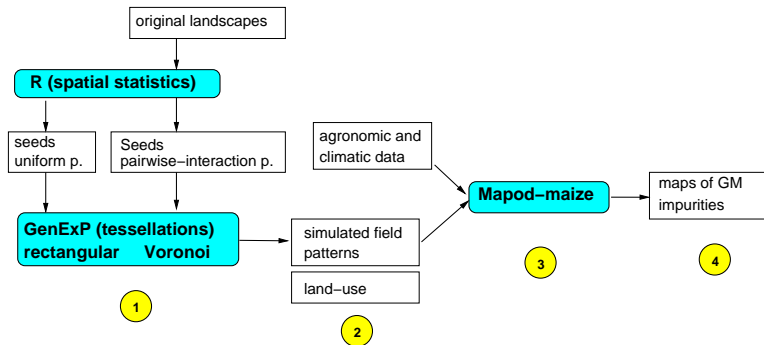 original landscapes
R (spatial statistics)
seeds
uniform p.
Seeds
pairwise−interaction p.
agronomic and
climatic data
GenExP (tessellations)
rectangular Voronoi
simulated field
patterns
land−use
Mapod−maize
maps of GM
impurities
1
2
3
4